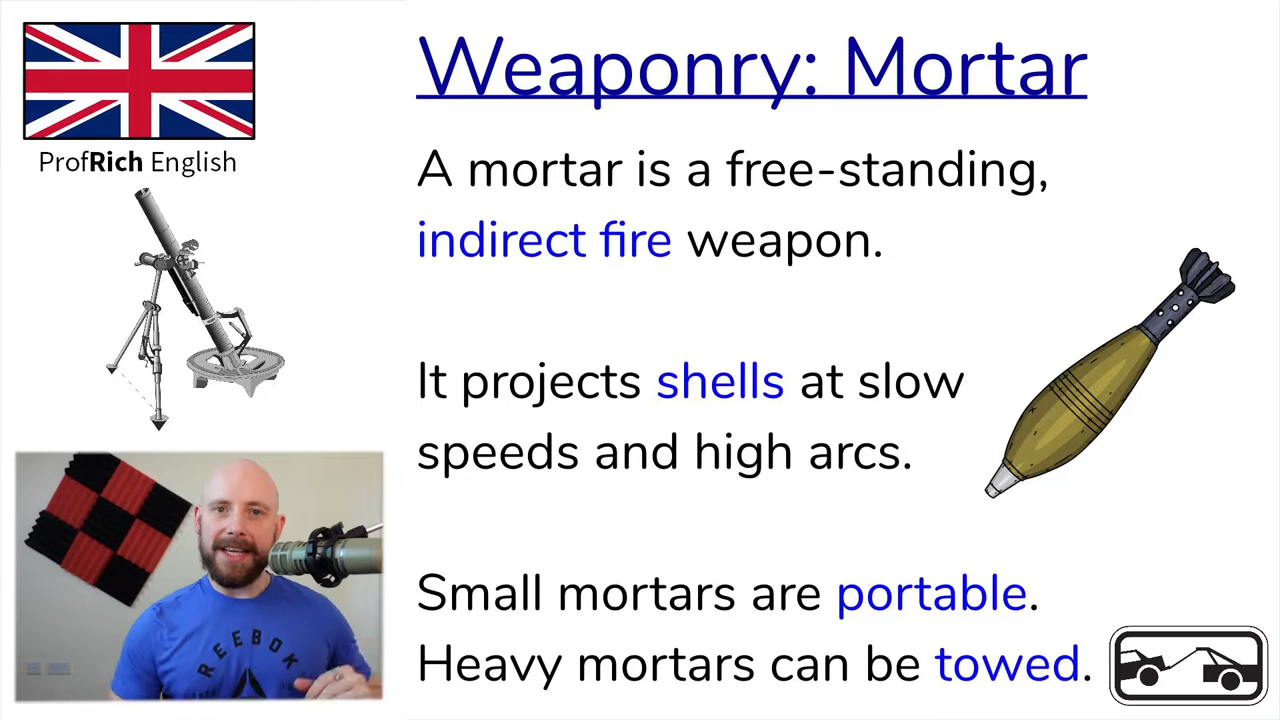 Weaponry: Mortar
ProfRich English
A mortar is a free-standing,
indirect fire weapon.
It projects shells at slow
speeds and high arcs.
Small mortars are portable.
Heavy mortars can be towed.
REEBOK